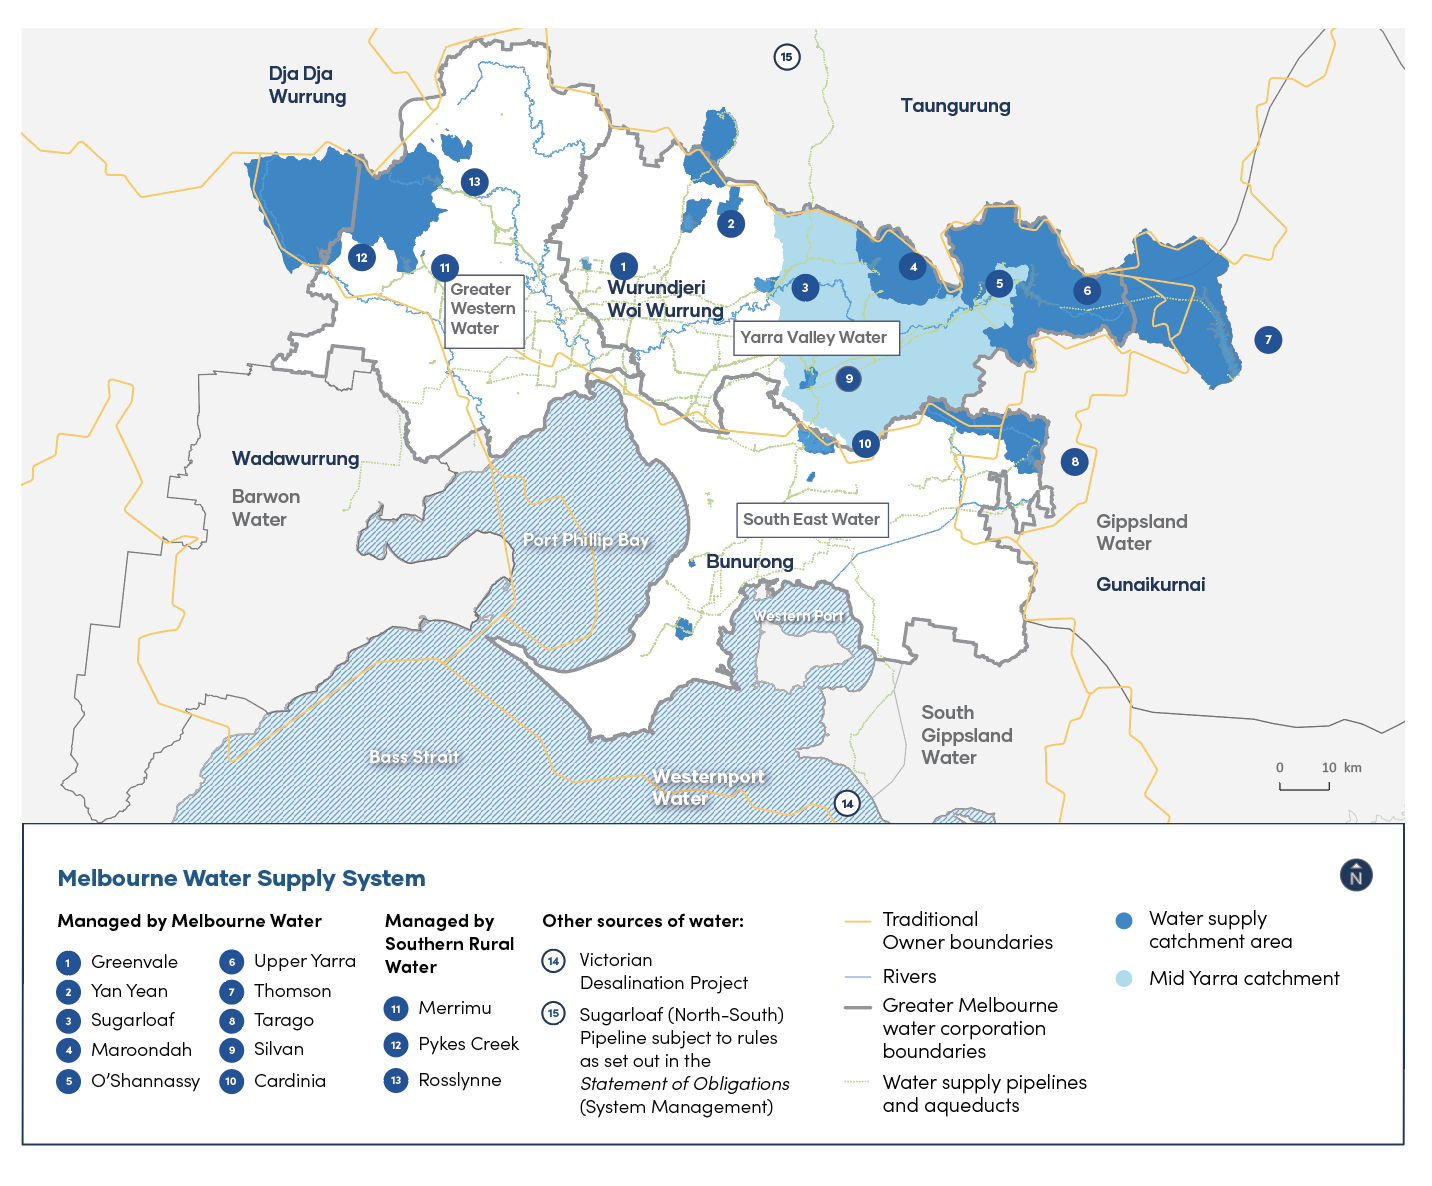 15
Dja Dja
Wurrung
Taungurung
13
2
12
11
1
3
4
5
6
7
Greater
Western
Water
Wurundjeri
Woi Wurrung
Yarra Valley Water
9
10
8
Wadawurrung
Barwon
Water
South East Water
Port Phillip Bay
Bunurong
Gippsland
Water
Gunaikurnai
Western Port
South
Gippsland
Water
Bass Strait
Westernport
Water
14
0 10 km
Melbourne Water Supply System
N
Managed by Melbourne Water
1 Greenvale
2 Yan Yean
3 Sugarloaf
4 Maroondah
5 O'Shannassy
6 Upper Yarra
7 Thomson
8 Tarago
9 Silvan
10 Cardinia
Managed by
Southern Rural
Water
11 Merrimu
12 Pykes Creek
13 Rosslynne
Other sources of water:
14 Victorian
Desalination Project
15 Sugarloaf (North-South)
Pipeline subject to rules
as set out in the
Statement of Obligations
(System Management)
Traditional
Owner boundaries
Rivers
Greater Melbourne
water corporation
boundaries
Water supply pipelines
and aqueducts
Water supply
catchment area
Mid Yarra catchment